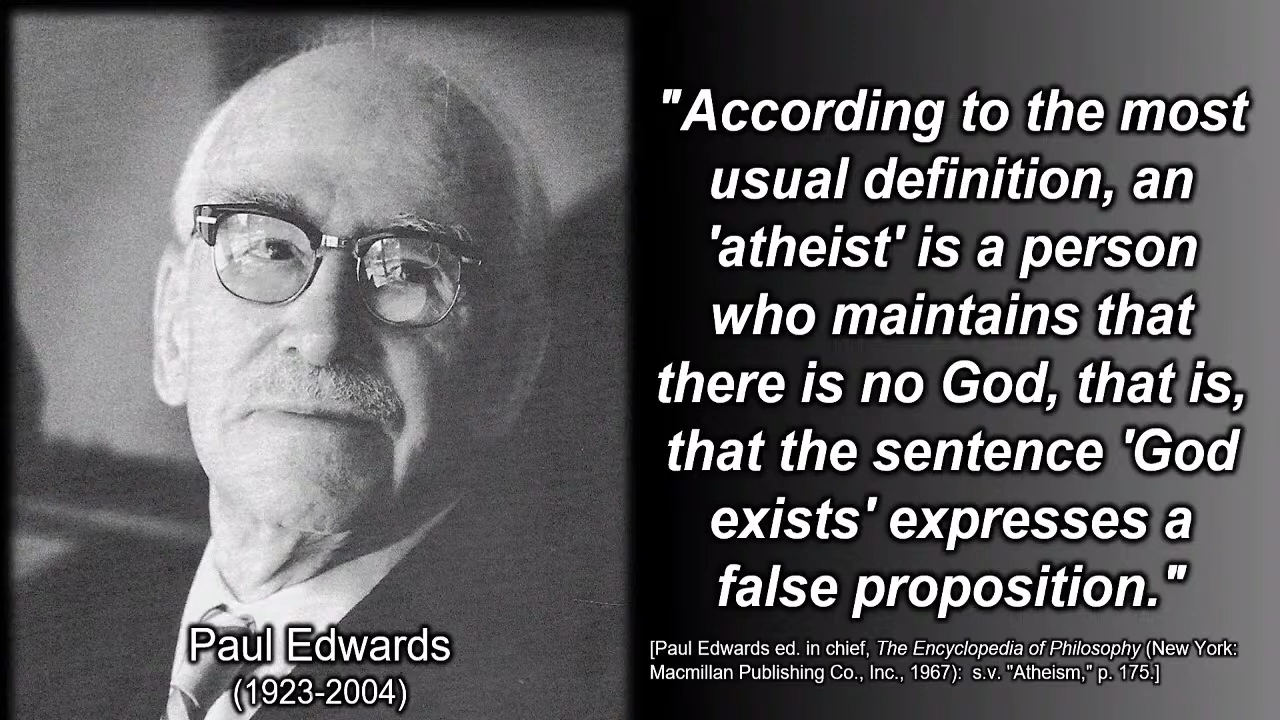 "According to the most
usual definition, an
'atheist' is a person
who maintains that
there is no God, that is,
that the sentence 'God
exists' expresses a
false proposition."
[Paul Edwards ed. in chief, The Encyclopedia of Philosophy (New York:
Macmillan Publishing Co., Inc., 1967):  s.v. "Atheism," p. 175.]
Paul Edwards
(1923-2004)